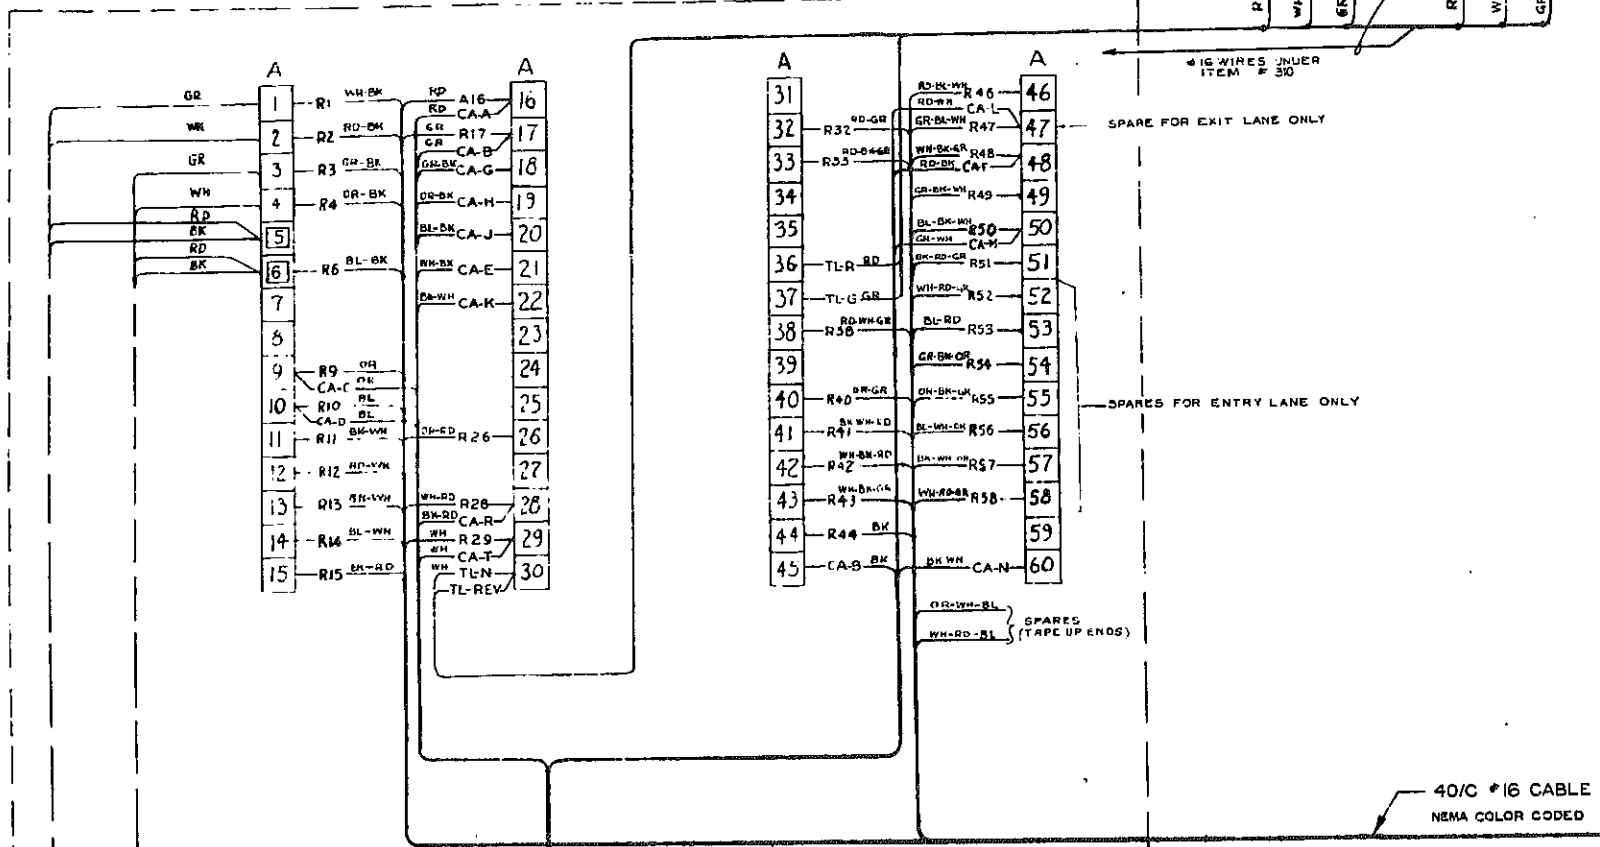 R WH GR R W GR
#16 WIRES UNUER
ITEM # 310
A
GR 1 R1 WH-BK
WH 2 R2 RD-BK
GR 3 R3 GR-BK
WH 4 R4 OR-BK
RD
BK 5
RD
BK 6 R6 BL-BK
7
8
9 R9 OR
CA-C OR
10 R10 BL
CA-D BL
11 R11 BK-WH
12 R12
13 R13 BK-WH
14 R14 BL-WH
15 R15 BK-RD
A
RD A16 16
RD CA-A
GR R17 17
GR CA-B
GR-BK CA-G 18
OR-BK CA-H 19
BL-BK CA-J 20
WH-BK CA-E 21
BK-WH CA-K 22
23
24
25
OR-RD R26 26
27
WH-RD R28 28
BK-RD CA-R
WH R29 29
WH CA-T
WH TL-N 30
TL-REV
A
31
32 R32 RD-GR
33 RD-BK-GR
34
35
36 TL-R RD
37 TL-G GR
38 RD-WH-GR
39
40 R40 OR-GR
41 R41 BK-WH-RD
42 R42 WH-BK-RD
43 R43
44 R44 BK
45 BK
A
R46 46
RD-WH CA-L
GR-BL-WH R47 47
WH-BK-GR R48 48
RD-BK
GR-BK-WH R49 49
BL-BK-WH R50 50
GR-WH
BK-RD-GR R51 51
R52 52
BL-RD R53 53
GR-BK-OR R54 54
R55 55
R56 56
R57 57
R58 58
59
BK WH CA-N 60
OR-WH-BL
WH-RD-BL
SPARES
(TAPE UP ENDS)
SPARE FOR EXIT LANE ONLY
SPARES FOR ENTRY LANE ONLY
40/C #16 CABLE
NEMA COLOR CODED